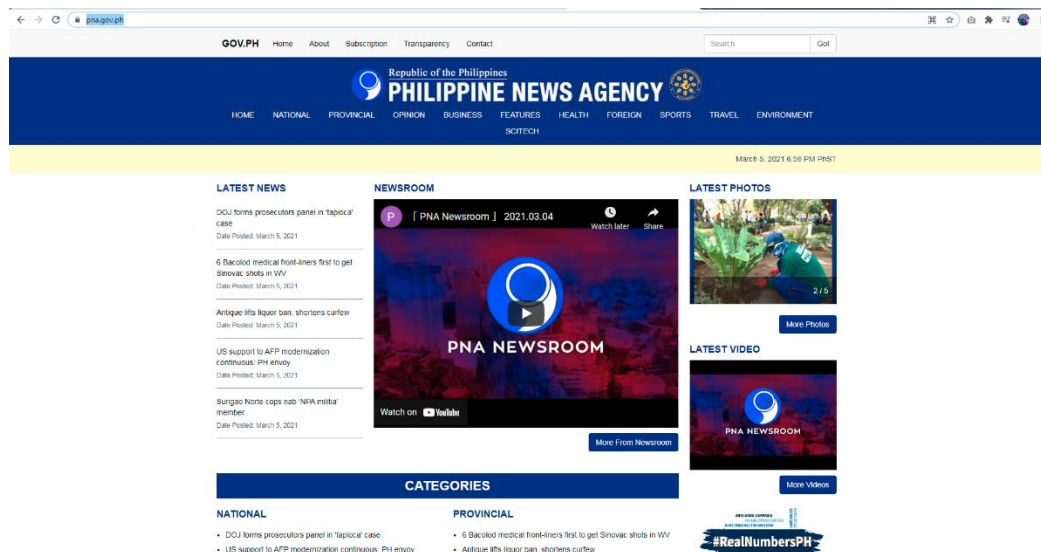 pna.gov.ph
GOV.PH Home About Subscription Transparency Contact Search Go!
Republic of the Philippines
PHILIPPINE NEWS AGENCY
HOME NATIONAL PROVINCIAL OPINION BUSINESS FEATURES HEALTH FOREIGN SPORTS TRAVEL ENVIRONMENT
SCITECH
March 5, 2021 6:56 PM PhST
LATEST NEWS
DOJ forms prosecutors panel in 'tapioca'
case
Date Posted: March 5, 2021
6 Bacolod medical front-liners first to get
Sinovac shots in WV
Date Posted: March 5, 2021
Antique lifts liquor ban, shortens curfew
Date Posted: March 5, 2021
US support to AFP modernization
continuous: PH envoy
Date Posted: March 5, 2021
Surigao Norte cops nab 'NPA militia'
member
Date Posted: March 5, 2021
NEWSROOM
P 「 PNA Newsroom 」 2021.03.04
Watch later Share
PNA NEWSROOM
Watch on YouTube
More From Newsroom
LATEST PHOTOS
2 / 5
More Photos
LATEST VIDEO
PNA NEWSROOM
More Videos
CATEGORIES
NATIONAL
• DOJ forms prosecutors panel in 'tapioca' case
• US support to AFP modernization continuous: PH envoy
PROVINCIAL
• 6 Bacolod medical front-liners first to get Sinovac shots in WV
• Antique lifts liquor ban, shortens curfew
#RealNumbersPH